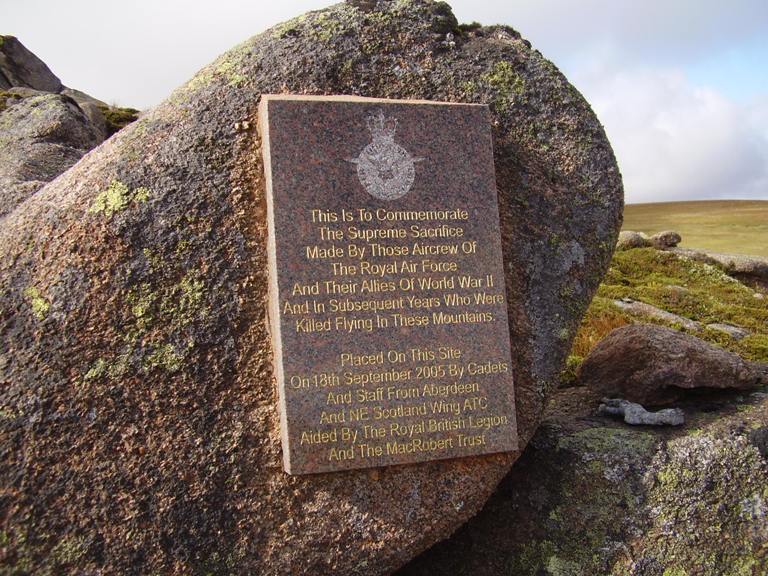 This Is To Commemorate
The Supreme Sacrifice
Made By Those Aircrew Of
The Royal Air Force
And Their Allies Of World War II
And In Subsequent Years Who Were
Killed Flying In These Mountains.
Placed On This Site
On 18th September 2005 By Cadets
And Staff From Aberdeen
And NE Scotland Wing ATC
Aided By The Royal British Legion
And The MacRobert Trust